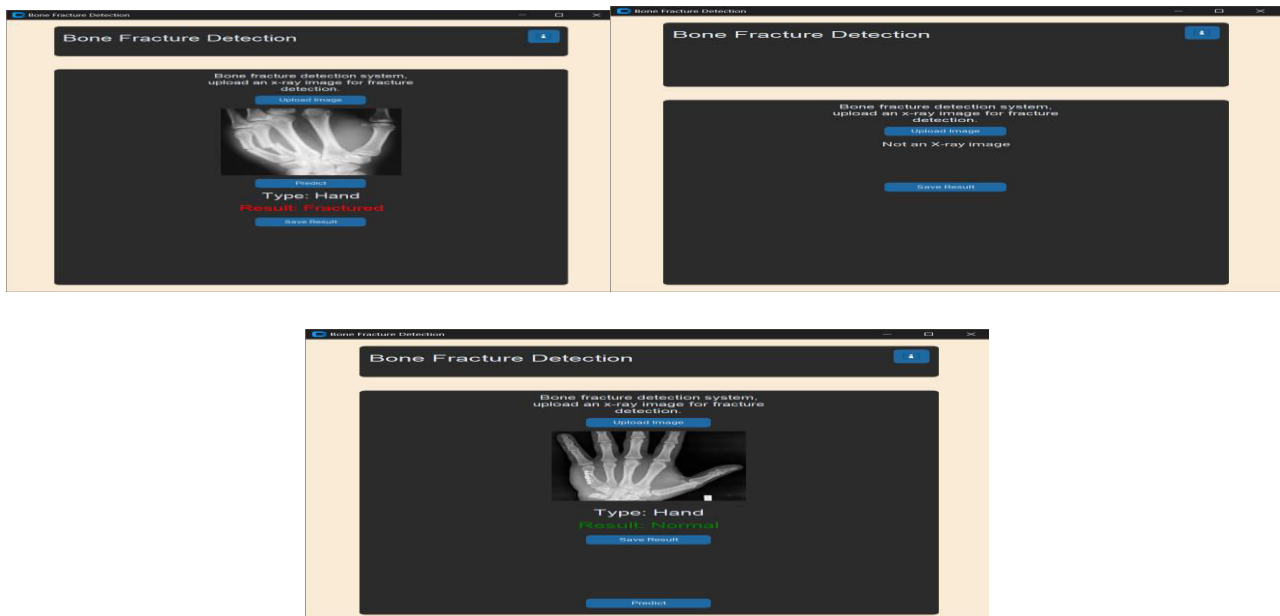 Bone Fracture Detection
Bone Fracture Detection
Bone fracture detection system,
upload an x-ray image for fracture
detection.
Upload Image
Predict
Type: Hand
Result: Fractured
Save Result
Bone Fracture Detection
Bone Fracture Detection
Bone fracture detection system,
upload an x-ray image for fracture
detection.
Upload Image
Not an X-ray image
Save Result
Bone Fracture Detection
Bone Fracture Detection
Bone fracture detection system,
upload an x-ray image for fracture
detection.
Upload Image
Type: Hand
Result: Normal
Save Result
Predict